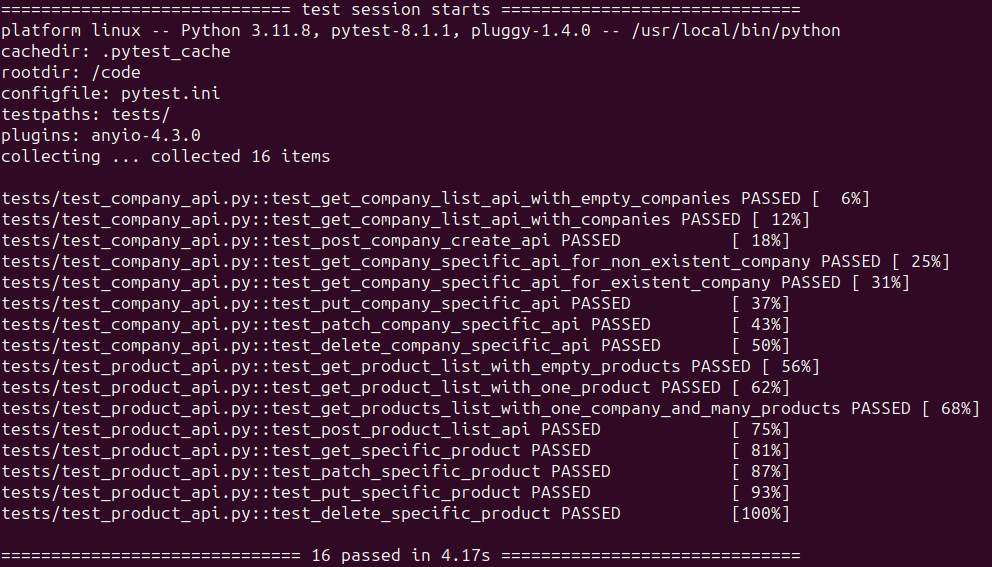 ============================= test session starts ==============================
platform linux -- Python 3.11.8, pytest-8.1.1, pluggy-1.4.0 -- /usr/local/bin/python
cachedir: .pytest_cache
rootdir: /code
configfile: pytest.ini
testpaths: tests/
plugins: anyio-4.3.0
collecting ... collected 16 items

tests/test_company_api.py::test_get_company_list_api_with_empty_companies PASSED [  6%]
tests/test_company_api.py::test_get_company_list_api_with_companies PASSED [ 12%]
tests/test_company_api.py::test_post_company_create_api PASSED           [ 18%]
tests/test_company_api.py::test_get_company_specific_api_for_non_existent_company PASSED [ 25%]
tests/test_company_api.py::test_get_company_specific_api_for_existent_company PASSED [ 31%]
tests/test_company_api.py::test_put_company_specific_api PASSED          [ 37%]
tests/test_company_api.py::test_patch_company_specific_api PASSED        [ 43%]
tests/test_company_api.py::test_delete_company_specific_api PASSED       [ 50%]
tests/test_product_api.py::test_get_product_list_with_empty_products PASSED [ 56%]
tests/test_product_api.py::test_get_product_list_with_one_product PASSED [ 62%]
tests/test_product_api.py::test_get_products_list_with_one_company_and_many_products PASSED [ 68%]
tests/test_product_api.py::test_post_product_list_api PASSED             [ 75%]
tests/test_product_api.py::test_get_specific_product PASSED              [ 81%]
tests/test_product_api.py::test_patch_specific_product PASSED            [ 87%]
tests/test_product_api.py::test_put_specific_product PASSED              [ 93%]
tests/test_product_api.py::test_delete_specific_product PASSED           [100%]

============================== 16 passed in 4.17s ==============================